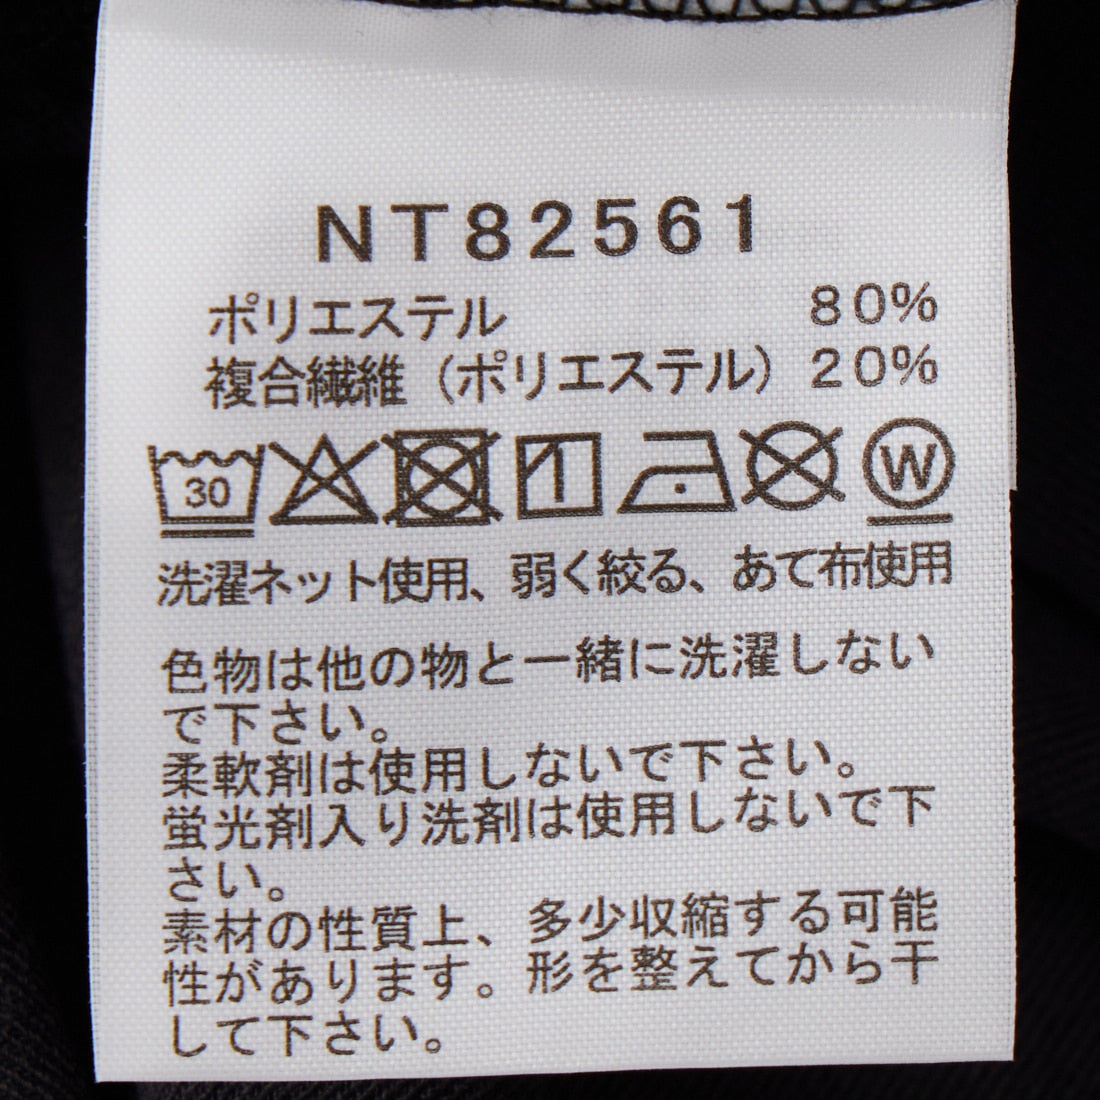 NT82561
ポリエステル 80%
複合繊維（ポリエステル） 20%
30 W
洗濯ネット使用、弱く絞る、あて布使用
色物は他の物と一緒に洗濯しない
で下さい。
柔軟剤は使用しないで下さい。
蛍光剤入り洗剤は使用しないで下
さい。
素材の性質上、多少収縮する可能
性があります。形を整えてから干
して下さい。